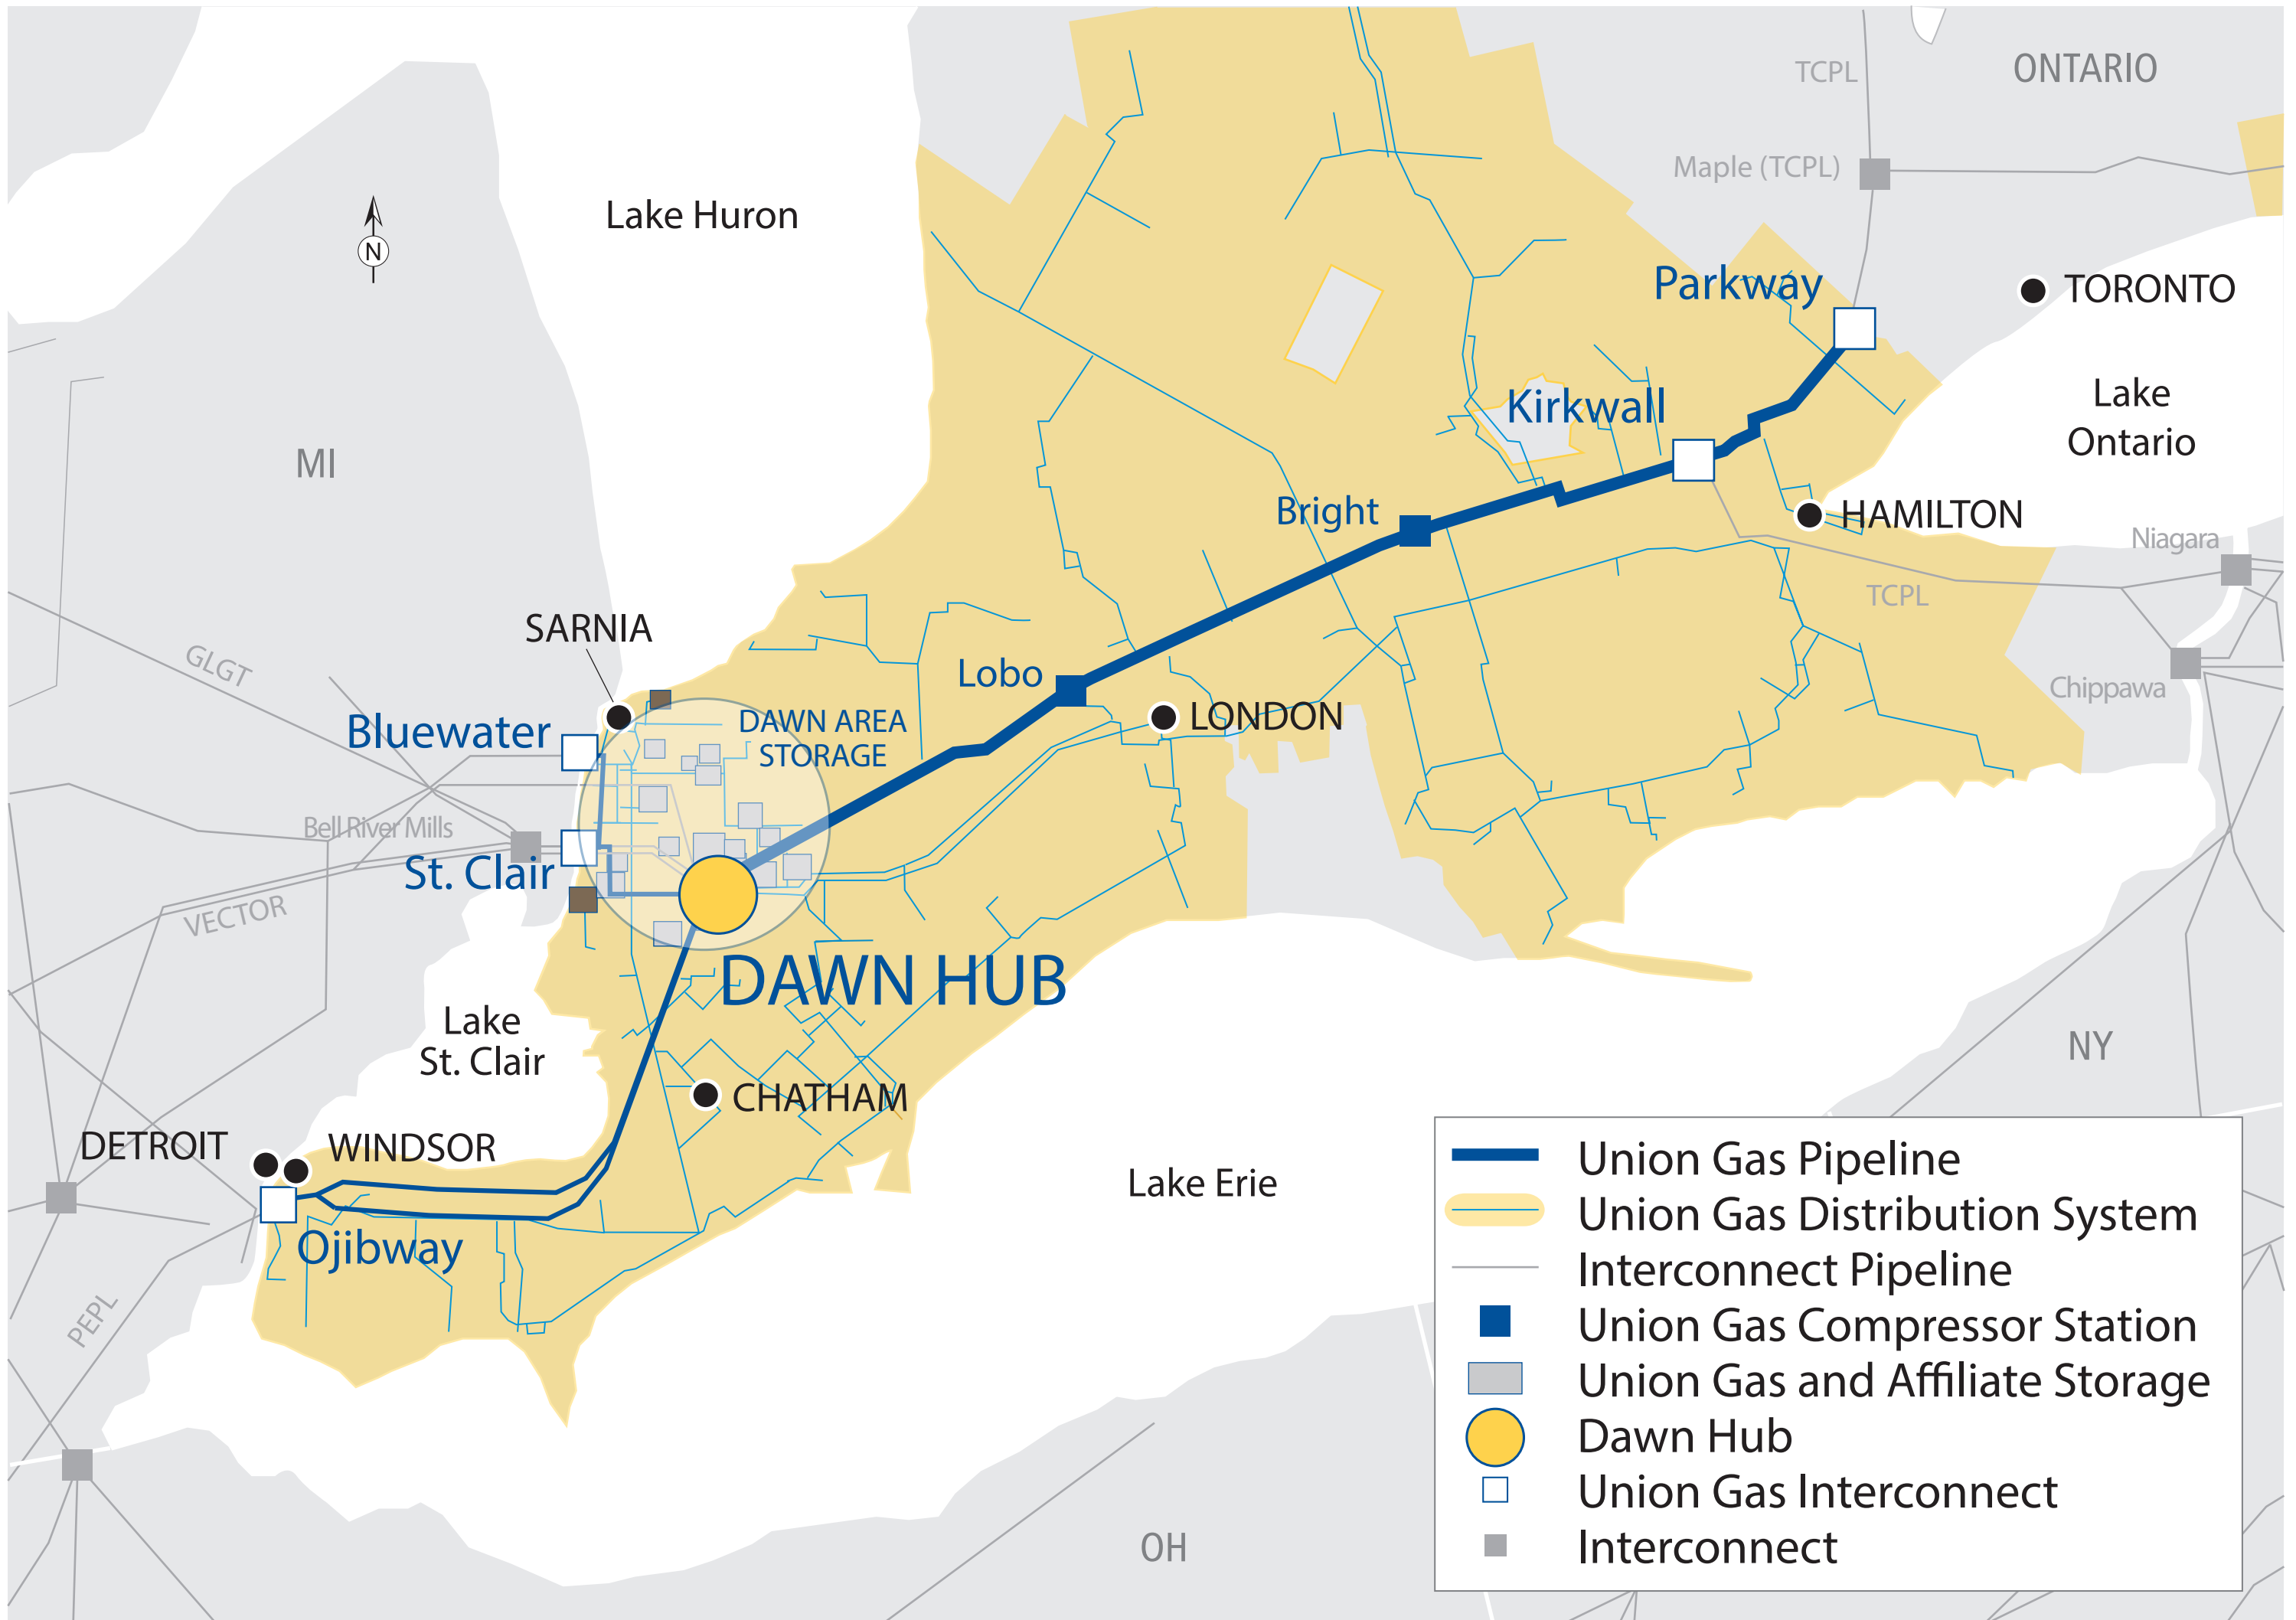 TCPL
ONTARIO
Maple (TCPL)
Lake Huron
N
Parkway
TORONTO
Lake
Ontario
Kirkwall
MI
Bright
HAMILTON
Niagara
TCPL
SARNIA
GLGT
Lobo
Chippawa
Bluewater
DAWN AREA
STORAGE
LONDON
Bell River Mills
St. Clair
VECTOR
DAWN HUB
Lake
St. Clair
NY
CHATHAM
DETROIT
WINDSOR
Lake Erie
Ojibway
PEPL
OH
Union Gas Pipeline
Union Gas Distribution System
Interconnect Pipeline
Union Gas Compressor Station
Union Gas and Affiliate Storage
Dawn Hub
Union Gas Interconnect
Interconnect